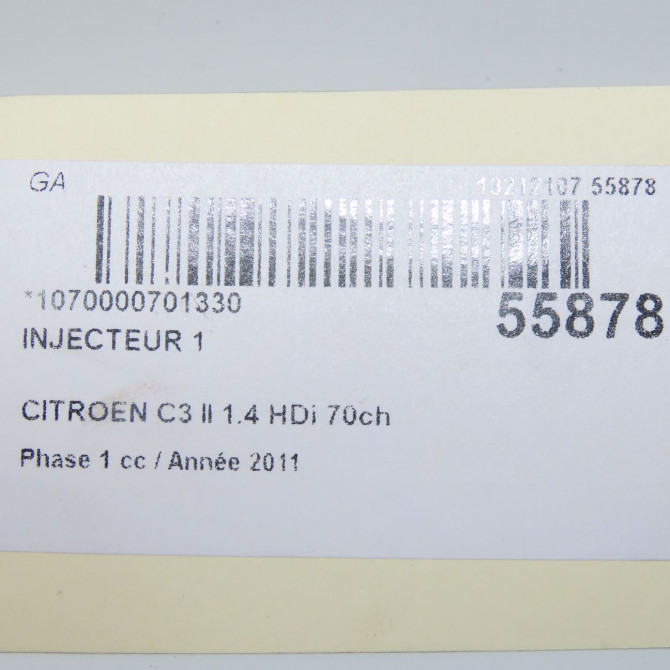 GA 13212107 55878
*1070000701330
55878
INJECTEUR 1
CITROEN C3 II 1.4 HDi 70ch
Phase 1 cc / Année 2011